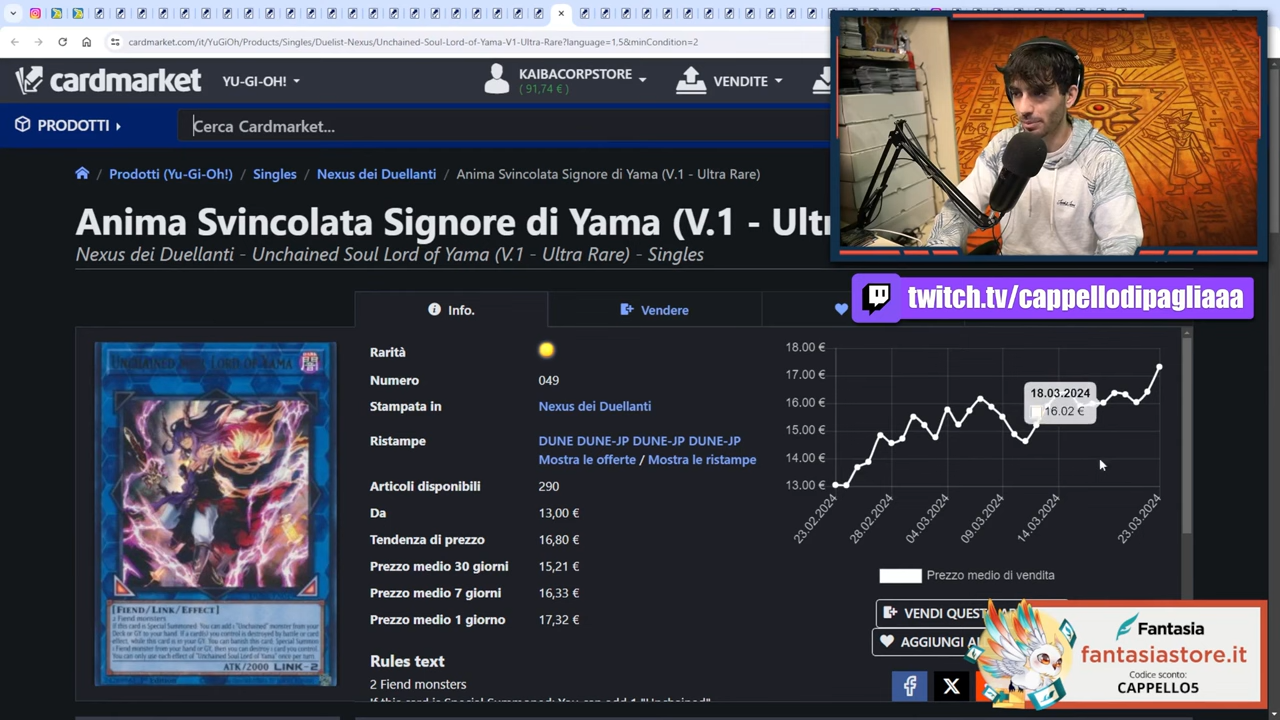 cardmarket.com/it/YuGiOh/Products/Singles/Duelist-Nexus/Unchained-Soul-Lord-of-Yama-V1-Ultra-Rare?language=1,5&minCondition=2
cardmarket
YU-GI-OH!
KAIBACORPSTORE
( 91,74 € )
VENDITE
PRODOTTI
Cerca Cardmarket...
Prodotti (Yu-Gi-Oh!) / Singles / Nexus dei Duellanti / Anima Svincolata Signore di Yama (V.1 - Ultra Rare)
Anima Svincolata Signore di Yama (V.1 - Ultr
Nexus dei Duellanti - Unchained Soul Lord of Yama (V.1 - Ultra Rare) - Singles
twitch.tv/cappellodipagliaaa
Info.
Vendere
UNCHAINED SOUL LORD OF YAMA
[FIEND/LINK/EFFECT]
2 Fiend monsters
ATK/2000 LINK-2
Rarità
Numero 049
Stampata in Nexus dei Duellanti
Ristampe DUNE DUNE-JP DUNE-JP DUNE-JP
Mostra le offerte / Mostra le ristampe
Articoli disponibili 290
Da 13,00 €
Tendenza di prezzo 16,80 €
Prezzo medio 30 giorni 15,21 €
Prezzo medio 7 giorni 16,33 €
Prezzo medio 1 giorno 17,32 €
Rules text
2 Fiend monsters
18.00 €
17.00 €
16.00 €
15.00 €
14.00 €
13.00 €
18.03.2024
16.02 €
23.02.2024
28.02.2024
04.03.2024
09.03.2024
14.03.2024
23.03.2024
Prezzo medio di vendita
VENDI QUEST
AGGIUNGI AL
Fantasia
fantasiastore.it
Codice sconto:
CAPPELLO5